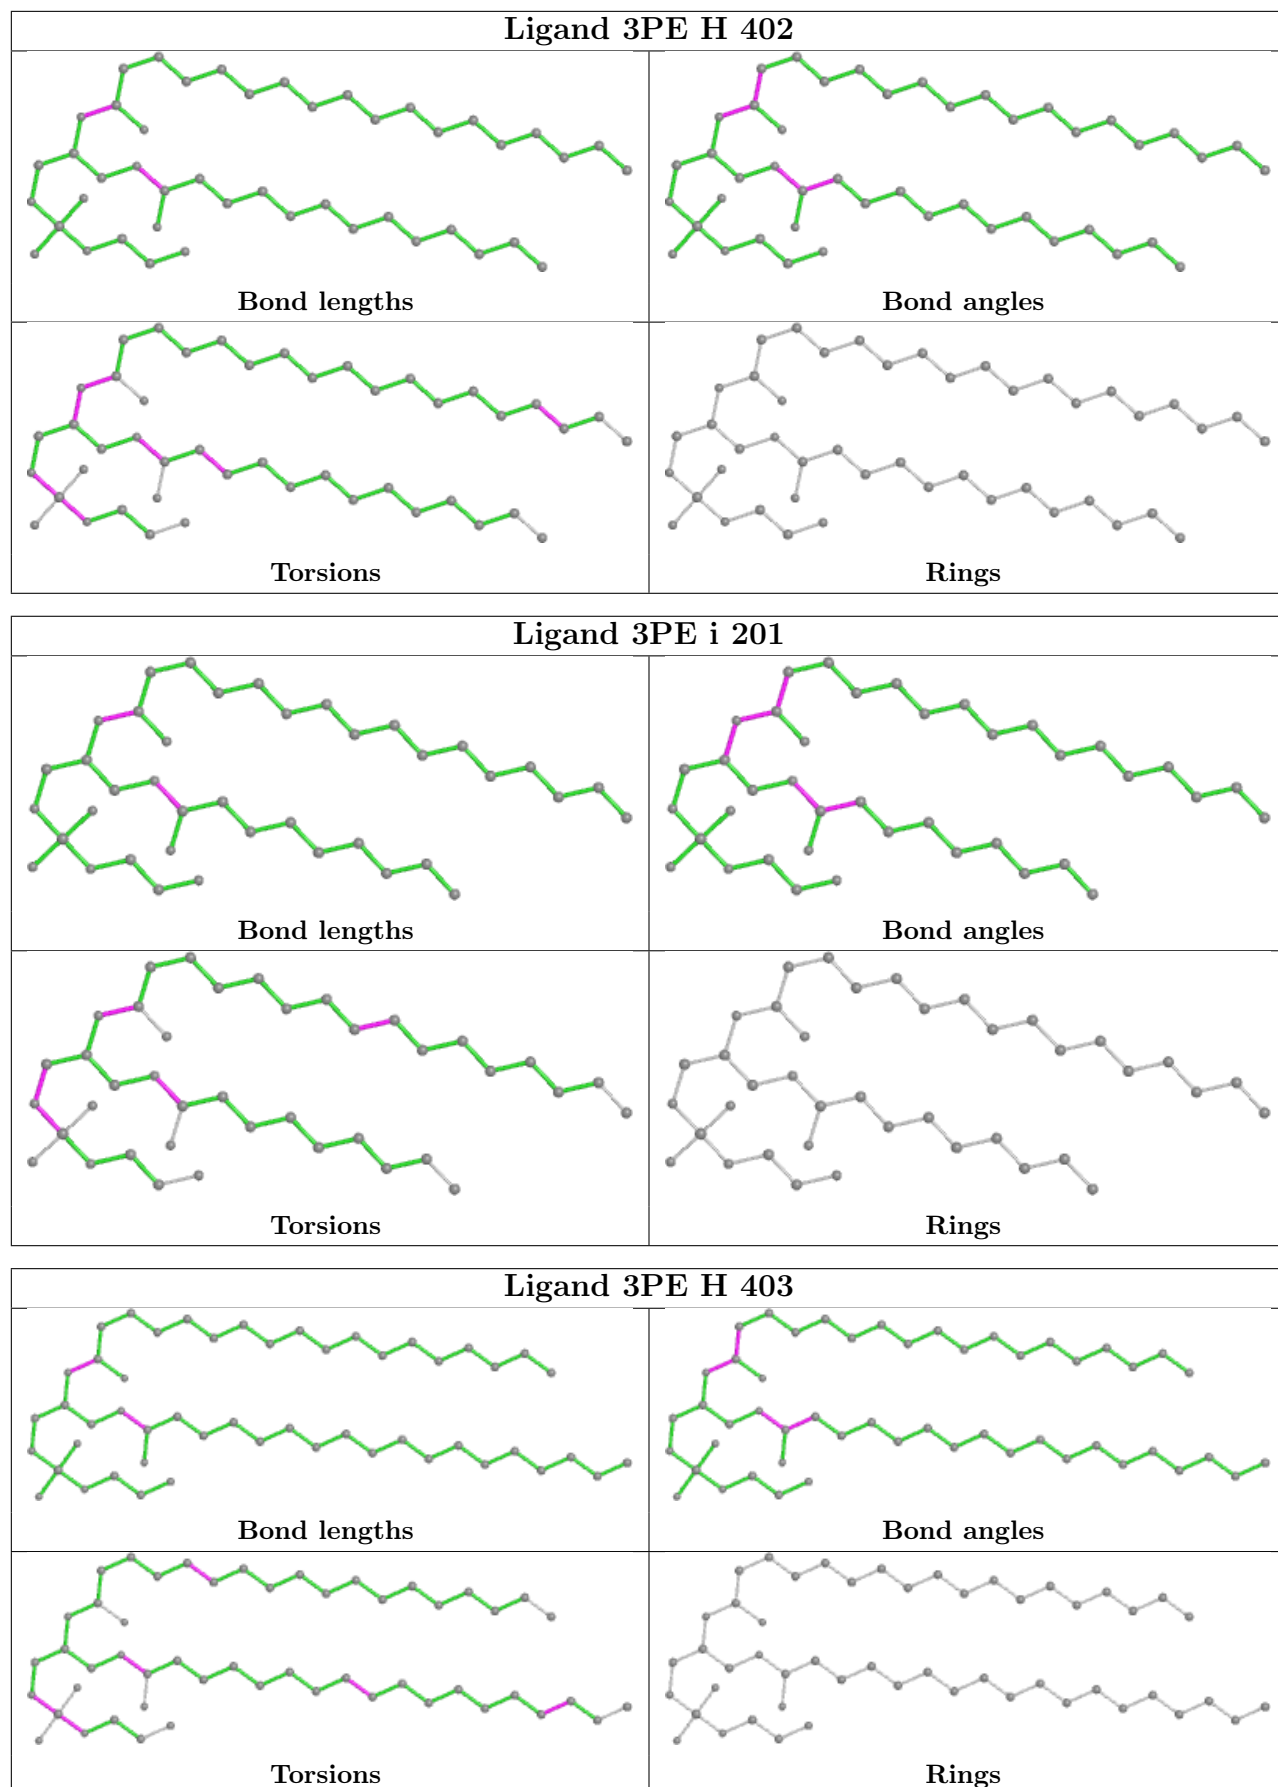 Ligand 3PE H 402
Bond lengths
Bond angles
Torsions
Rings
Ligand 3PE i 201
Bond lengths
Bond angles
Torsions
Rings
Ligand 3PE H 403
Bond lengths
Bond angles
Torsions
Rings